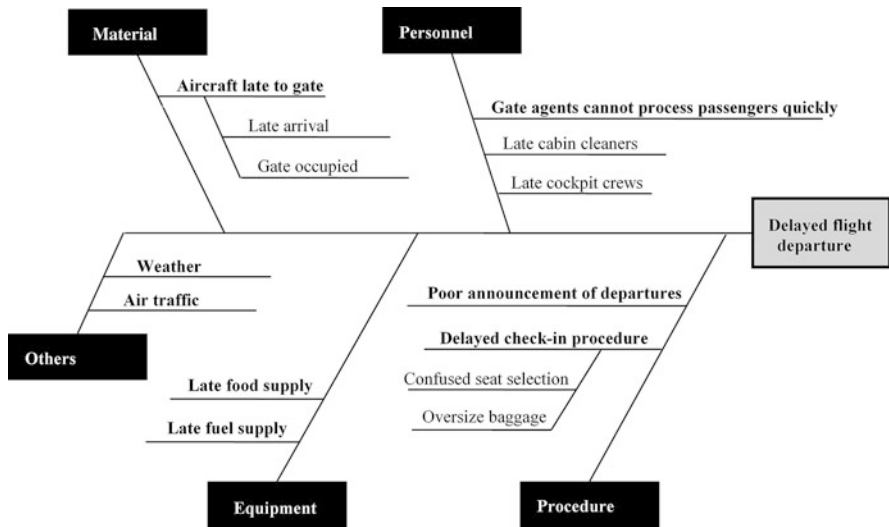 Material
Personnel
Aircraft late to gate
Late arrival
Gate occupied
Gate agents cannot process passengers quickly
Late cabin cleaners
Late cockpit crews
Delayed flight
departure
Weather
Air traffic
Others
Late food supply
Late fuel supply
Equipment
Poor announcement of departures
Delayed check-in procedure
Confused seat selection
Oversize baggage
Procedure